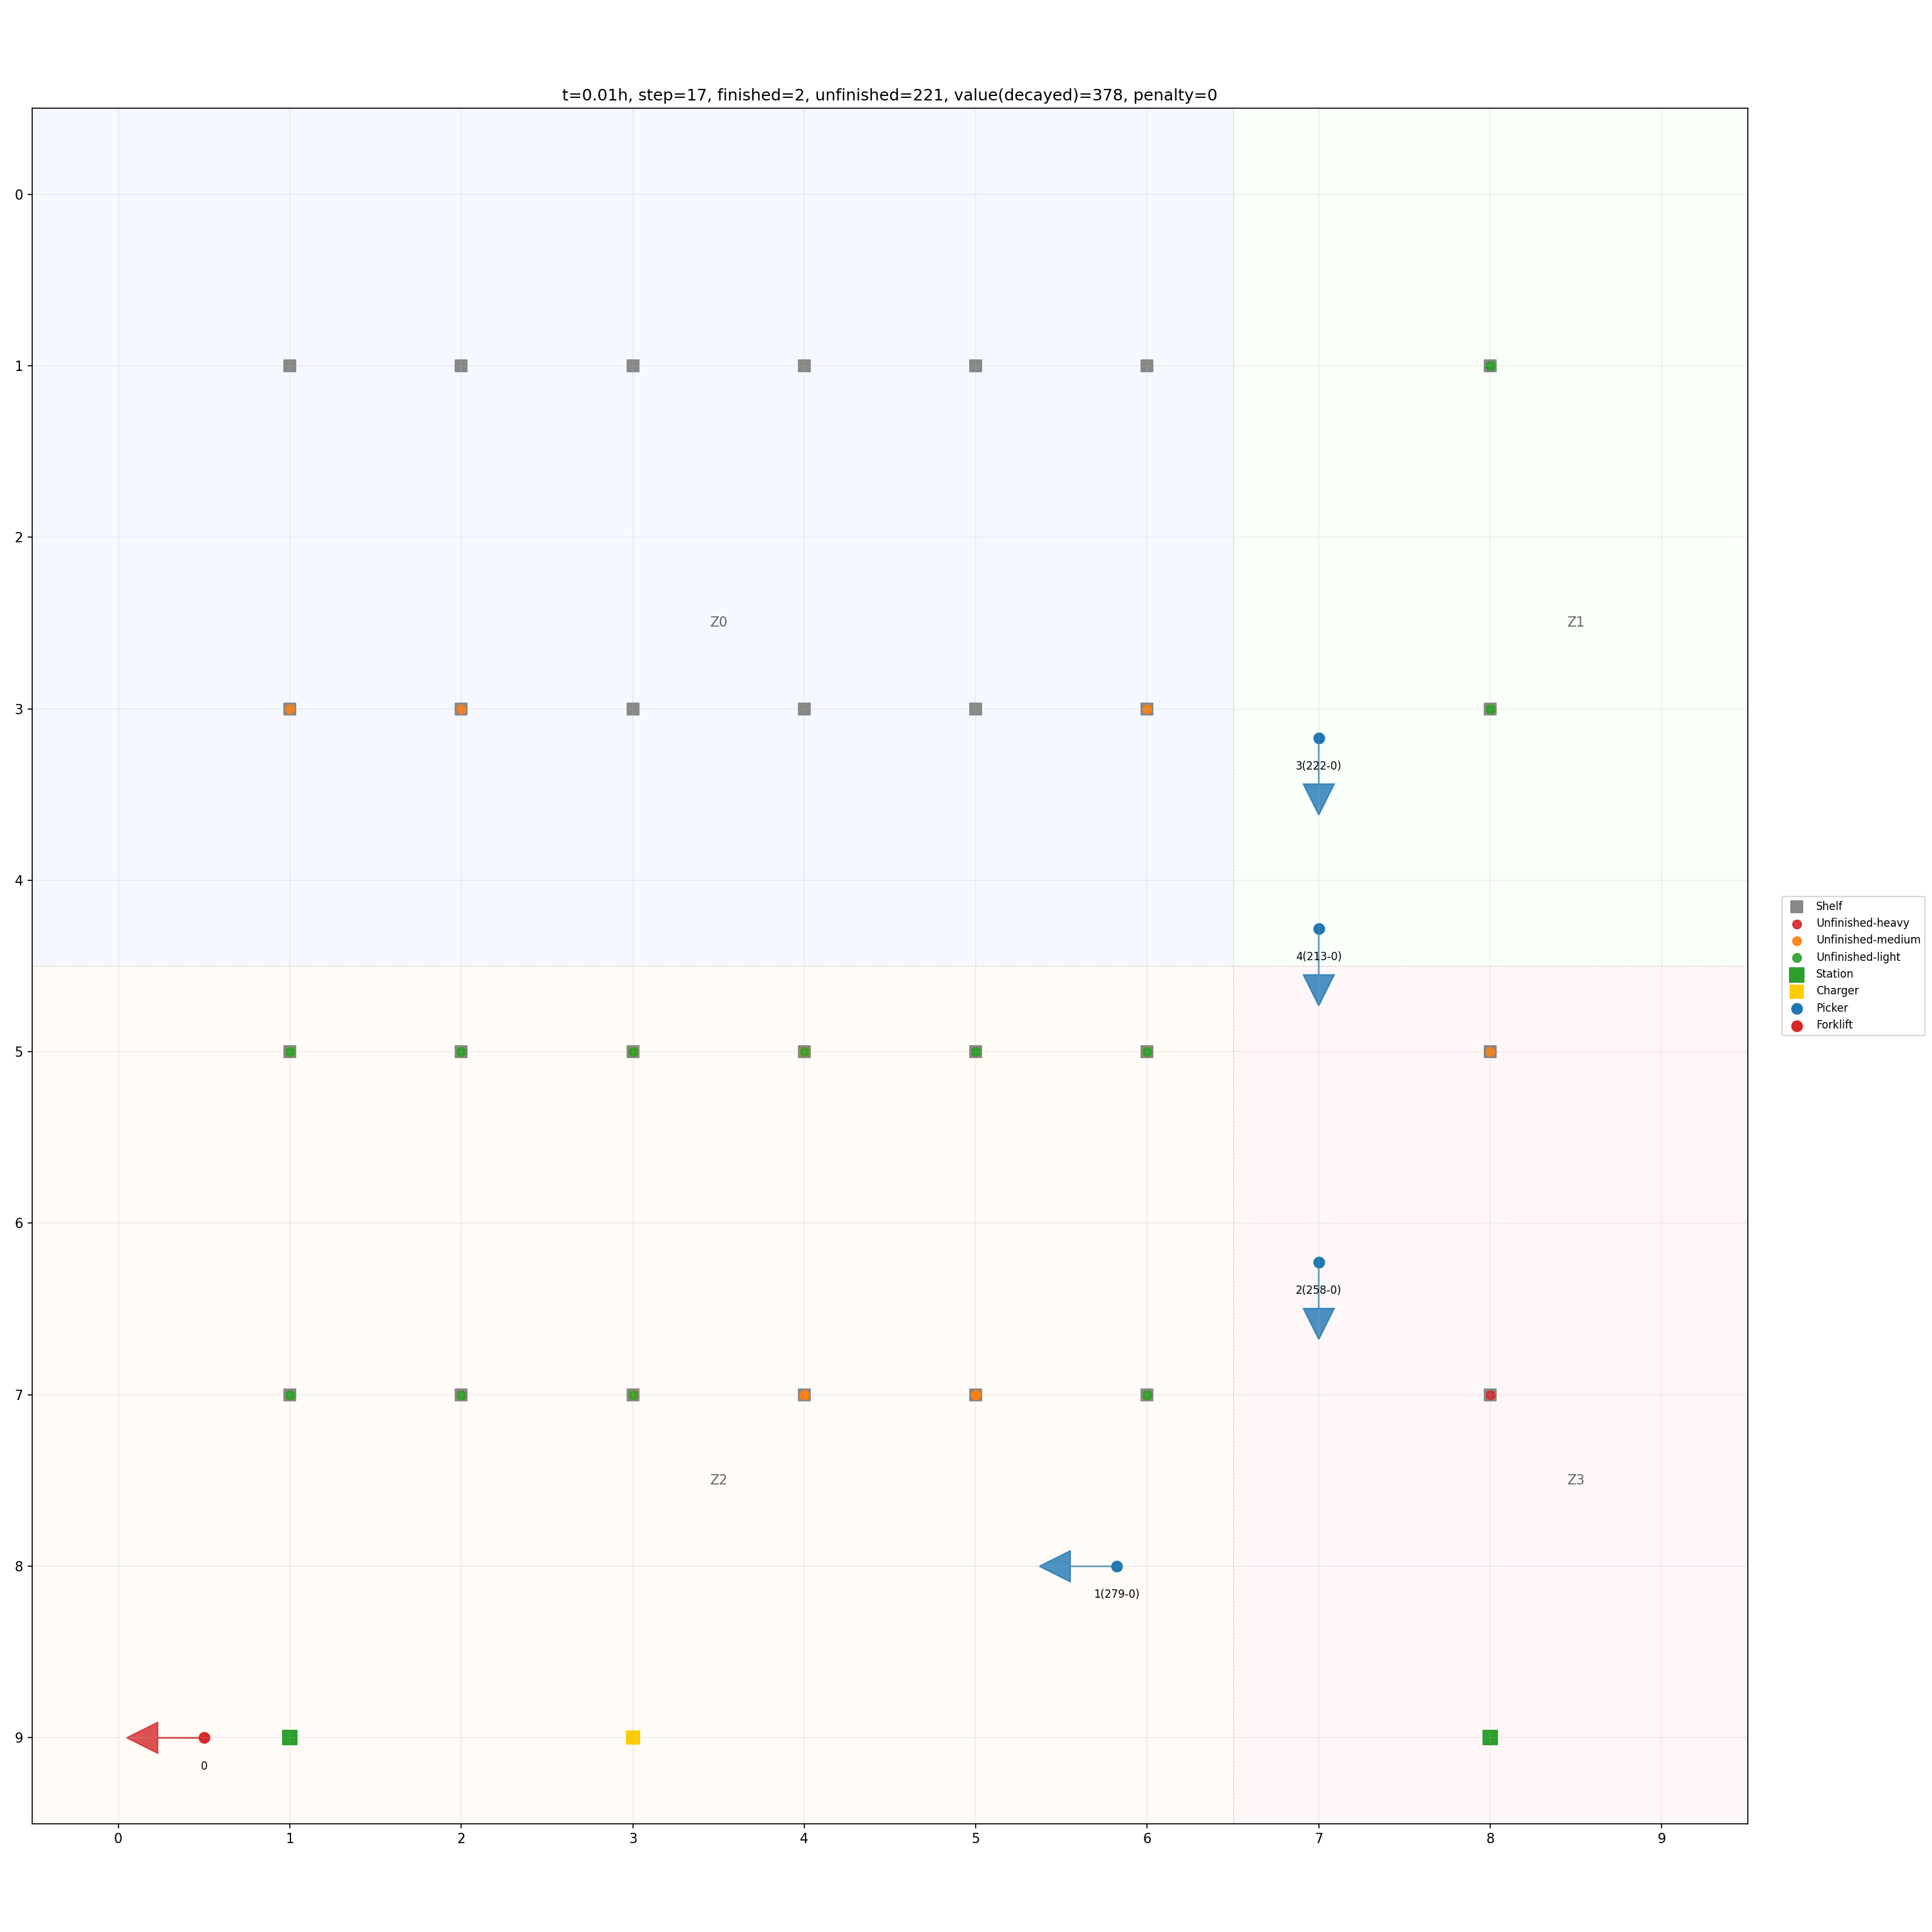 t=0.01h, step=17, finished=2, unfinished=221, value(decayed)=378, penalty=0
0
1
2
Z0
Z1
3
3(222-0)
4
4(213-0)
Shelf
Unfinished-heavy
Unfinished-medium
Unfinished-light
Station
Charger
Picker
Forklift
5
6
2(258-0)
7
Z2
Z3
8
1(279-0)
9
0
0 1 2 3 4 5 6 7 8 9